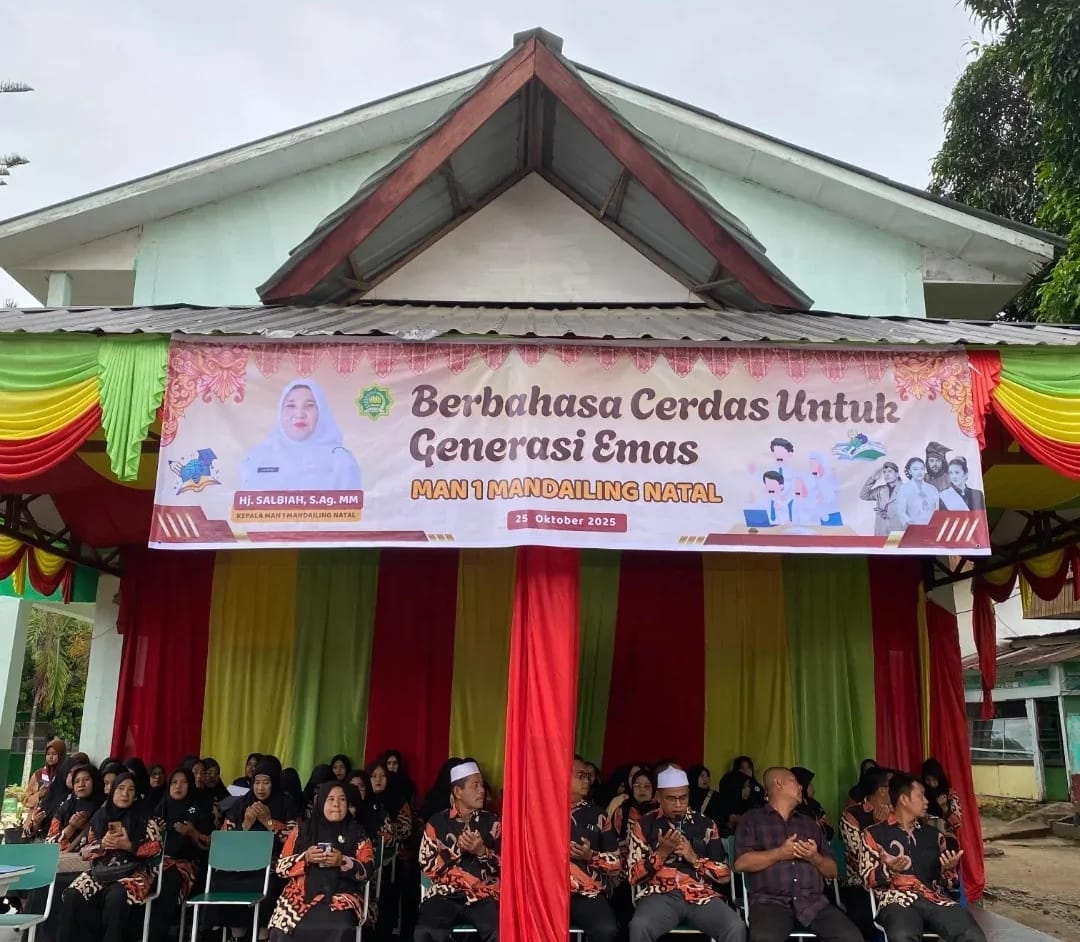 Berbahasa Cerdas Untuk
Generasi Emas
MAN 1 MANDAILING NATAL
25 Oktober 2025
Hj. SALBIAH, S.Ag. MM
KEPALA MAN 1 MANDAILING NATAL